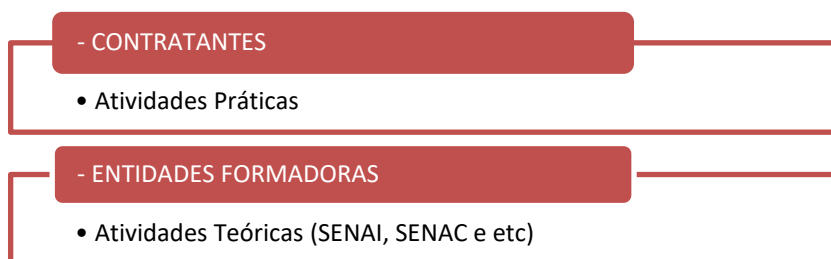 - CONTRATANTES
• Atividades Práticas
- ENTIDADES FORMADORAS
• Atividades Teóricas (SENAI, SENAC e etc)